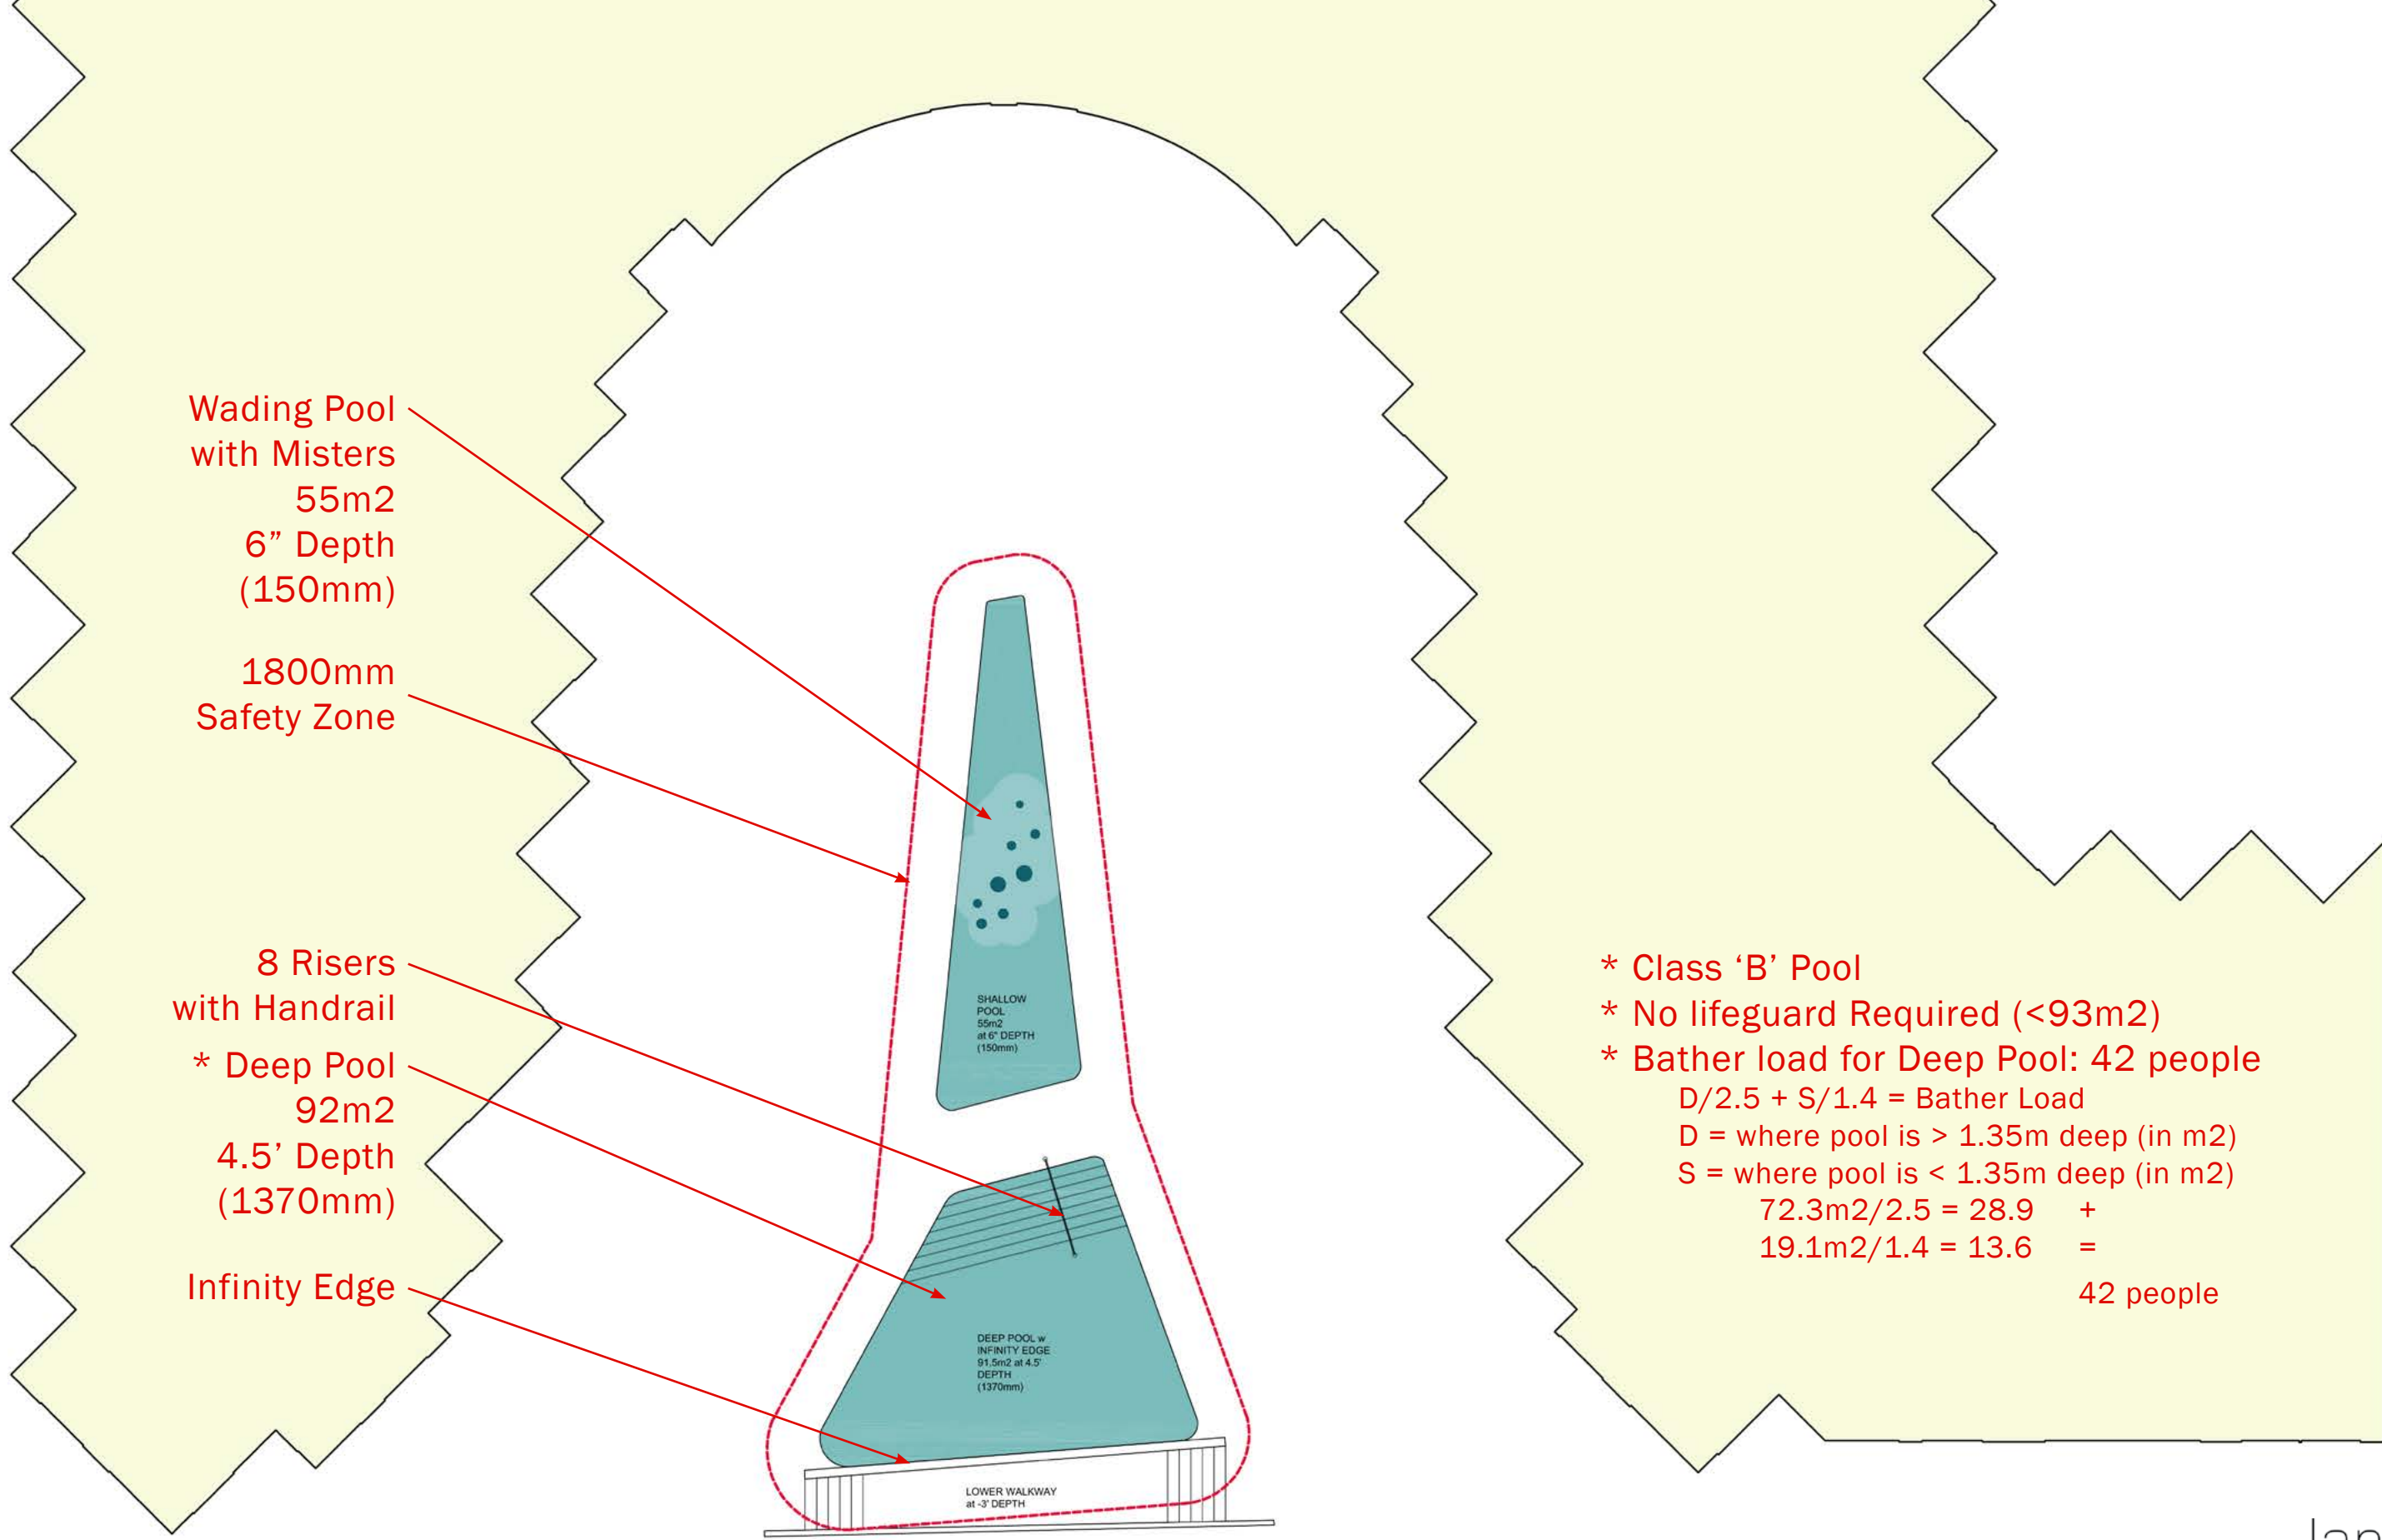 Wading Pool
with Misters
55m2
6” Depth
(150mm)
1800mm
Safety Zone
8 Risers
with Handrail
* Deep Pool
92m2
4.5’ Depth
(1370mm)
Infinity Edge
SHALLOW
POOL
55m2
at 6" DEPTH
(150mm)
DEEP POOL w
INFINITY EDGE
91.5m2 at 4.5'
DEPTH
(1370mm)
LOWER WALKWAY
at -3' DEPTH
* Class ‘B’ Pool
* No lifeguard Required (<93m2)
* Bather load for Deep Pool: 42 people
D/2.5 + S/1.4 = Bather Load
D = where pool is > 1.35m deep (in m2)
S = where pool is < 1.35m deep (in m2)
72.3m2/2.5 = 28.9 +
19.1m2/1.4 = 13.6 =
42 people